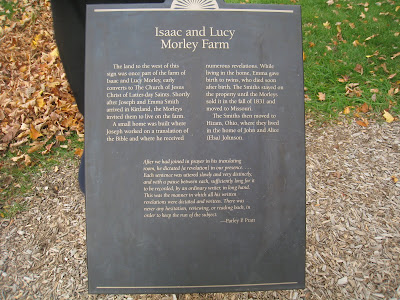 Isaac and Lucy
Morley Farm
The land to the west of this
sign was once part of the farm of
Isaac and Lucy Morley, early
converts to The Church of Jesus
Christ of Latter-day Saints. Shortly
after Joseph and Emma Smith
arrived in Kirtland, the Morleys
invited them to live on the farm.
A small home was built where
Joseph worked on a translation of
the Bible and where he received
numerous revelations. While
living in the home, Emma gave
birth to twins, who died soon
after birth. The Smiths stayed on
the property until the Morleys
sold it in the fall of 1831 and
moved to Missouri.
The Smiths then moved to
Hiram, Ohio, where they lived
in the home of John and Alice
(Elsa) Johnson.
After we had joined in prayer in his translating
room, he dictated [a revelation] in our presence. . . .
Each sentence was uttered slowly and very distinctly,
and with a pause between each, sufficiently long for it
to be recorded, by an ordinary writer, in long hand.
This was the manner in which all his written
revelations were dictated and written. There was
never any hesitation, reviewing, or reading back, in
order to keep the run of the subject.
—Parley P. Pratt